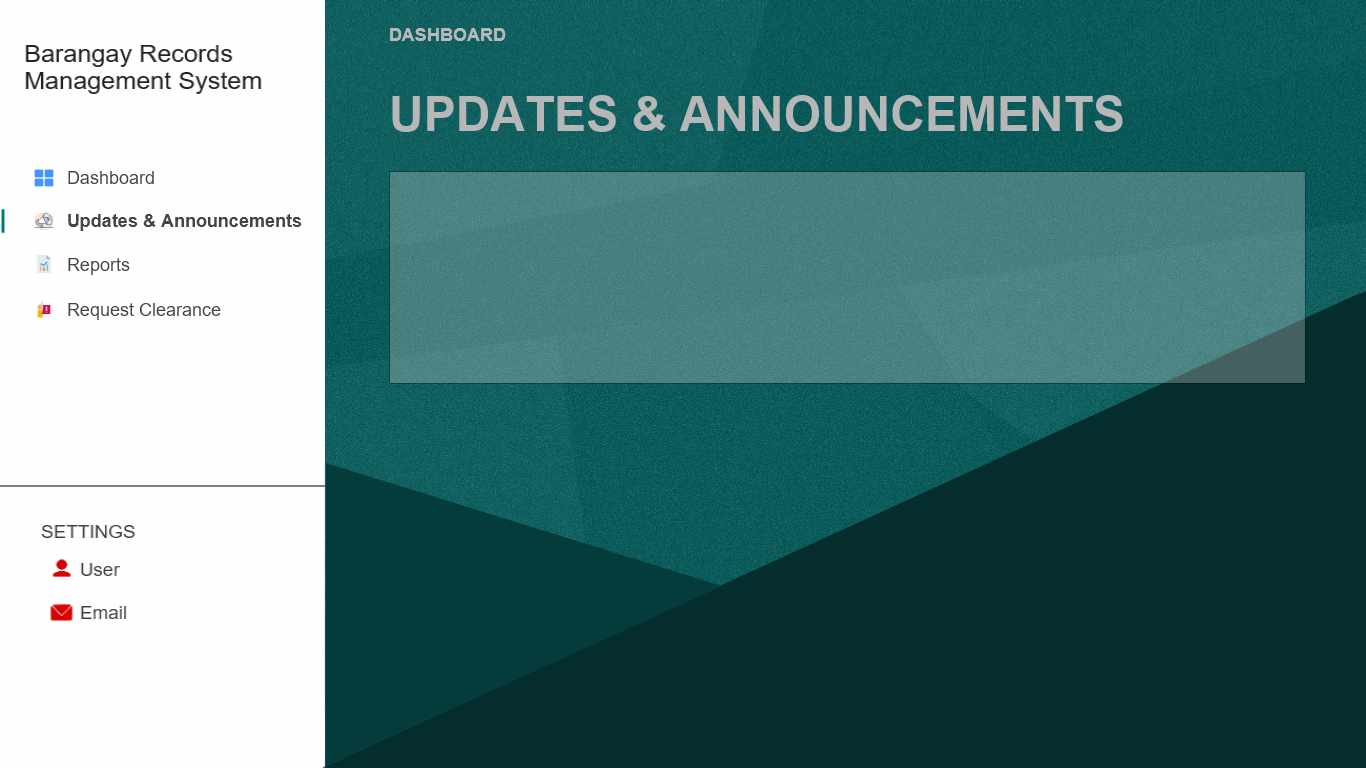 Barangay Records
Management System
Dashboard
Updates & Announcements
Reports
Request Clearance
SETTINGS
User
Email
DASHBOARD
UPDATES & ANNOUNCEMENTS